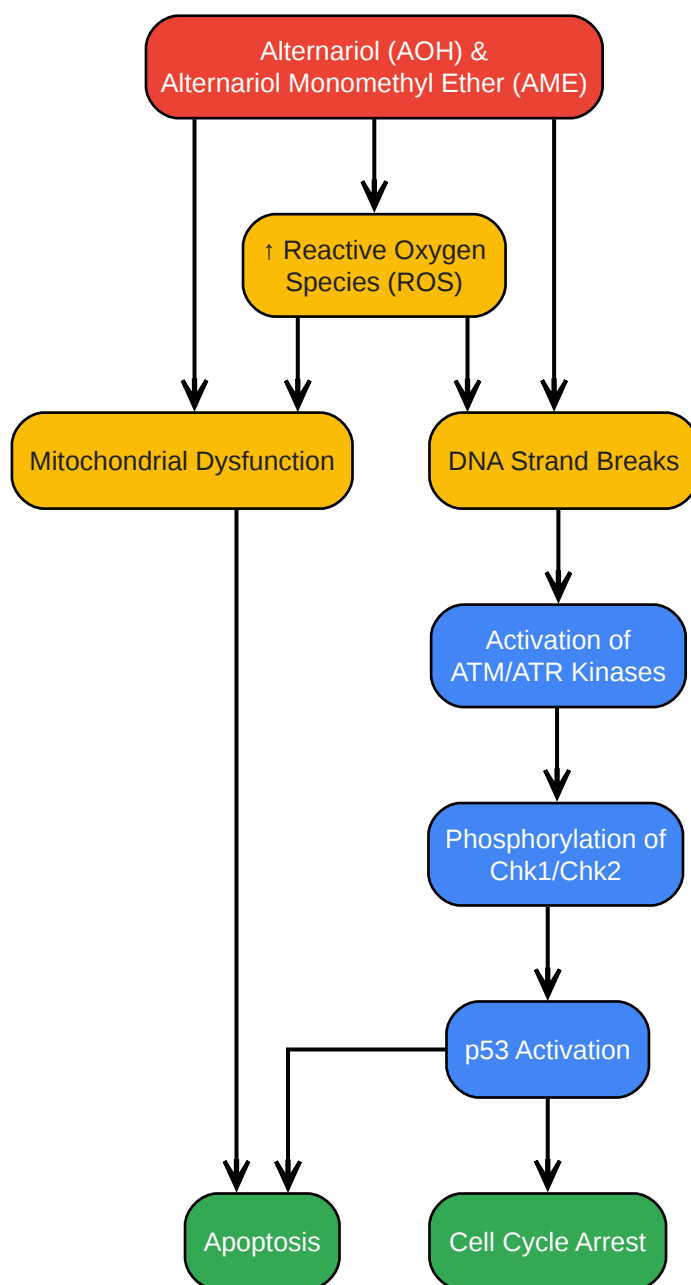 Alternariol (AOH) &
Alternariol Monomethyl Ether (AME)
↑ Reactive Oxygen
Species (ROS)
Mitochondrial Dysfunction
DNA Strand Breaks
Activation of
ATM/ATR Kinases
Phosphorylation of
Chk1/Chk2
p53 Activation
Apoptosis
Cell Cycle Arrest